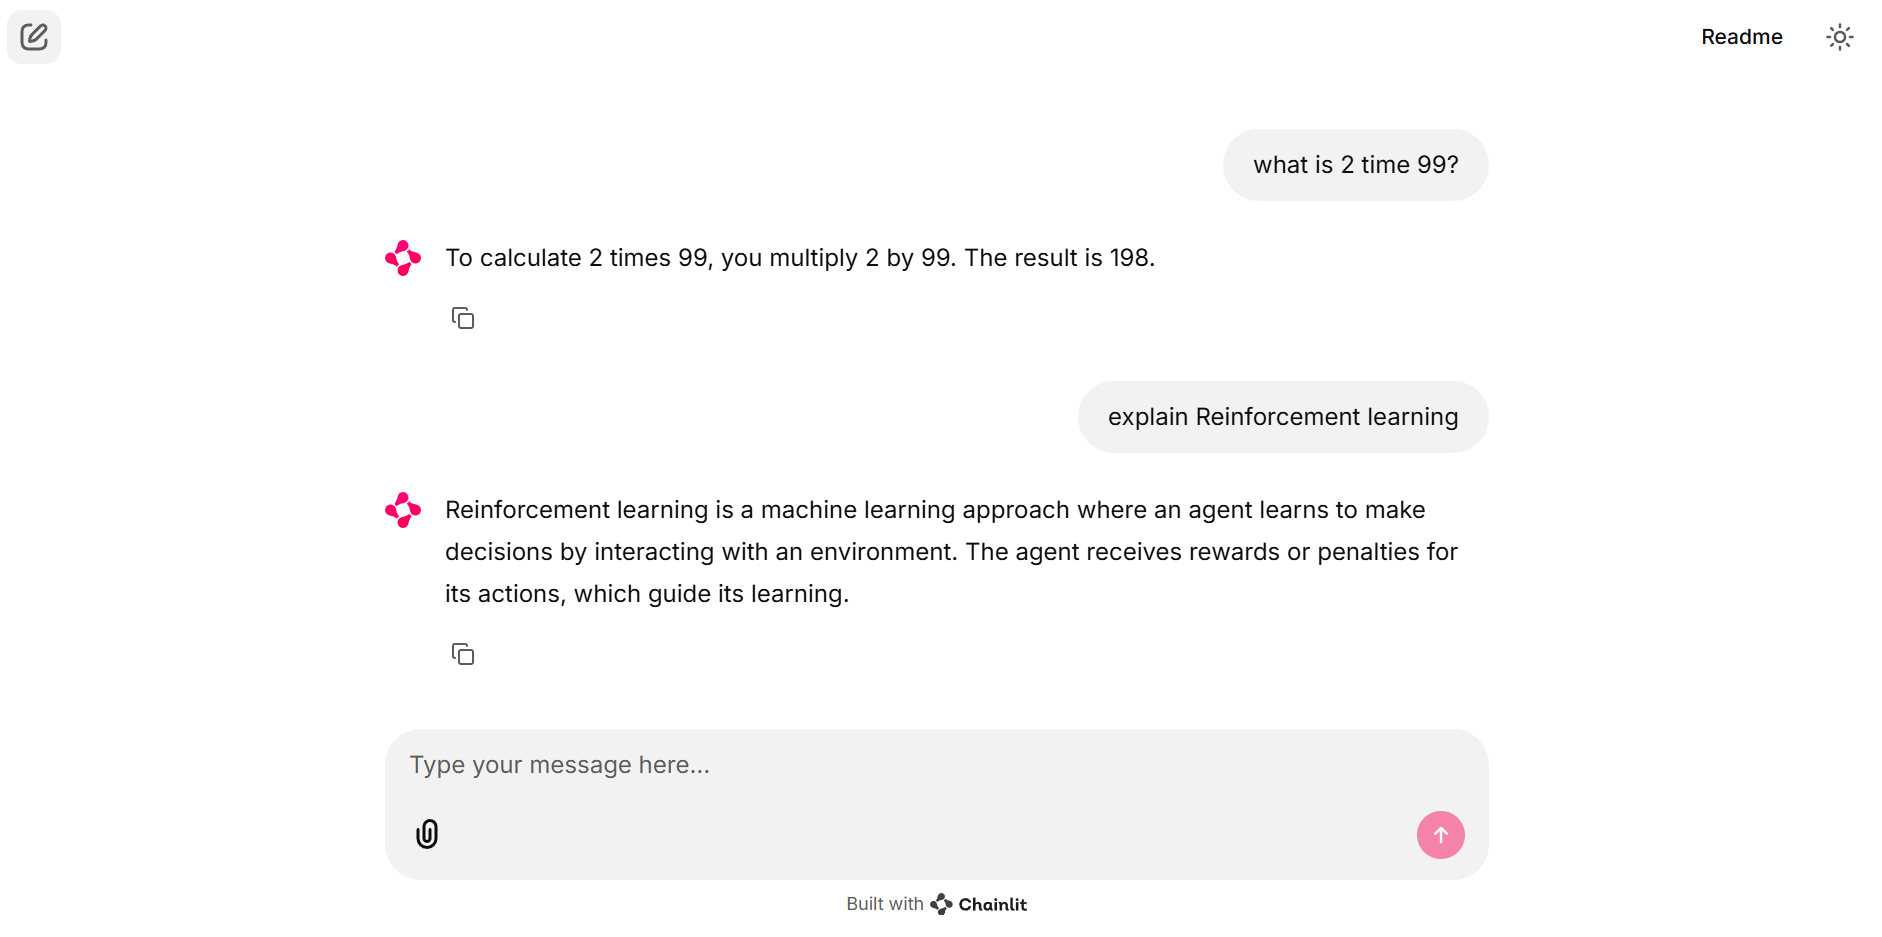 Readme
what is 2 time 99?
To calculate 2 times 99, you multiply 2 by 99. The result is 198.
explain Reinforcement learning
Reinforcement learning is a machine learning approach where an agent learns to make
decisions by interacting with an environment. The agent receives rewards or penalties for
its actions, which guide its learning.
Type your message here...
Built with Chainlit